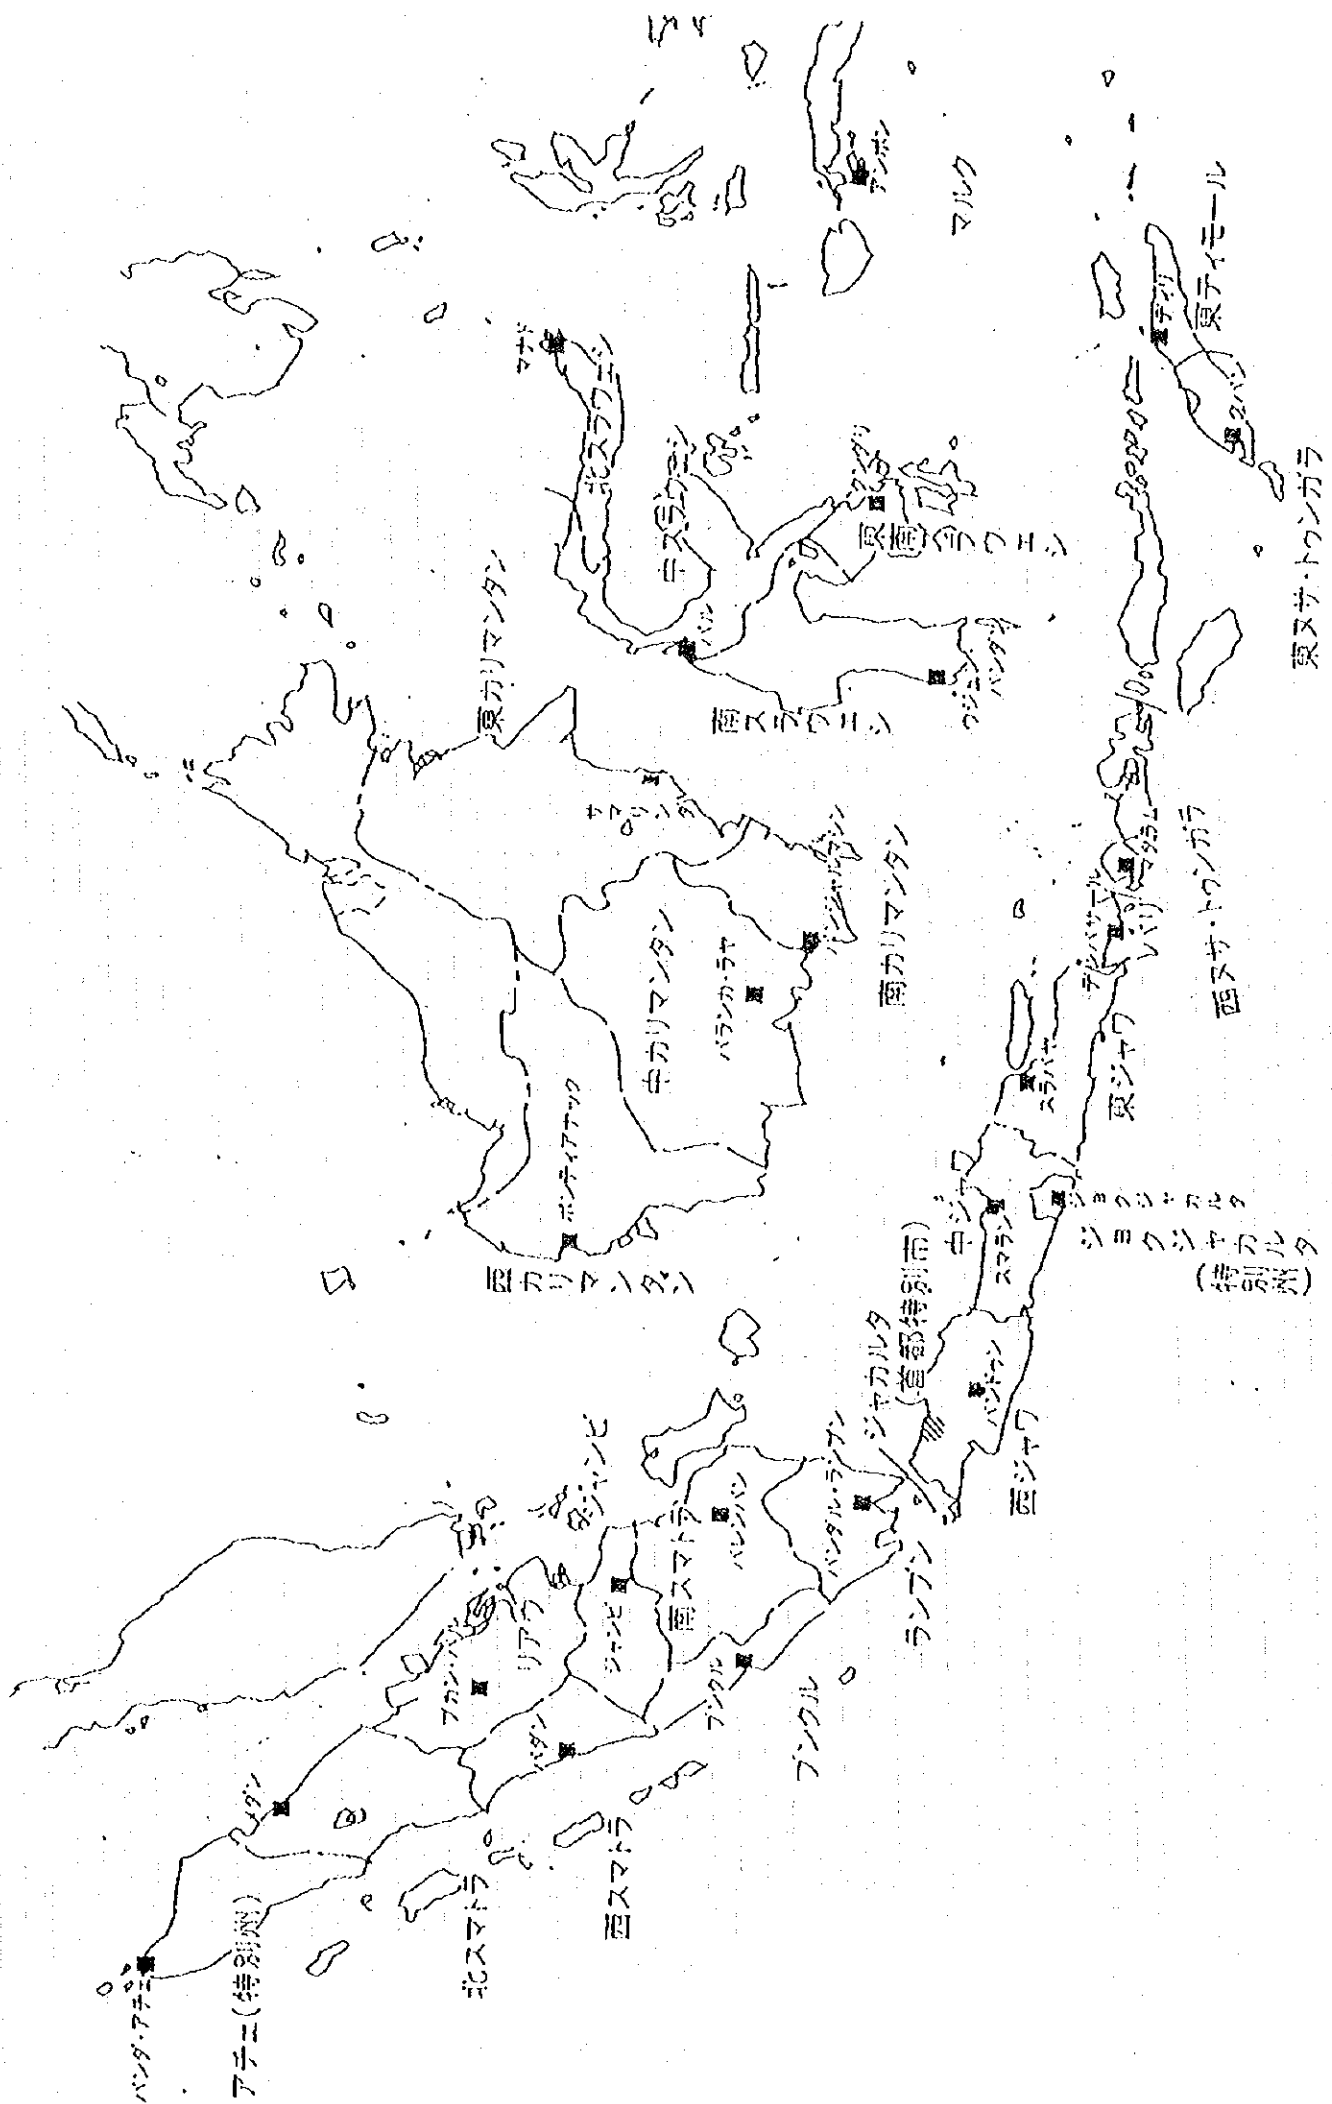 バンダ・アチェ
アチェ(特別州)
メダン
北スマトラ
西スマトラ
パダン
プカン・バル
リアウ
ジャンビ
ジャンビ
ブンクル
ブンクル
南スマトラ
パレンバン
バンダル・ランプン
ランプン
ジャカルタ
(首都特別市)
バンドゥン
西ジャワ
中ジャワ
スマラン
ジョクジャカルタ
ジョクジャカルタ
(特別州)
スラバヤ
東ジャワ
西カリマンタン
ポンティアナック
中カリマンタン
パランカ・ラヤ
南カリマンタン
バンジャルマシン
東カリマンタン
サマリンダ
デンパサール
バリ
マタラム
西ヌサ・トゥンガラ
南スラウェシ
ウジュン
パンダン
パル
中スラウェシ
北スラウェシ
マナド
東南スラウェシ
ケンダリ
東ヌサ・トゥンガラ
クパン
ディリ
東ティモール
アンボン
マルク